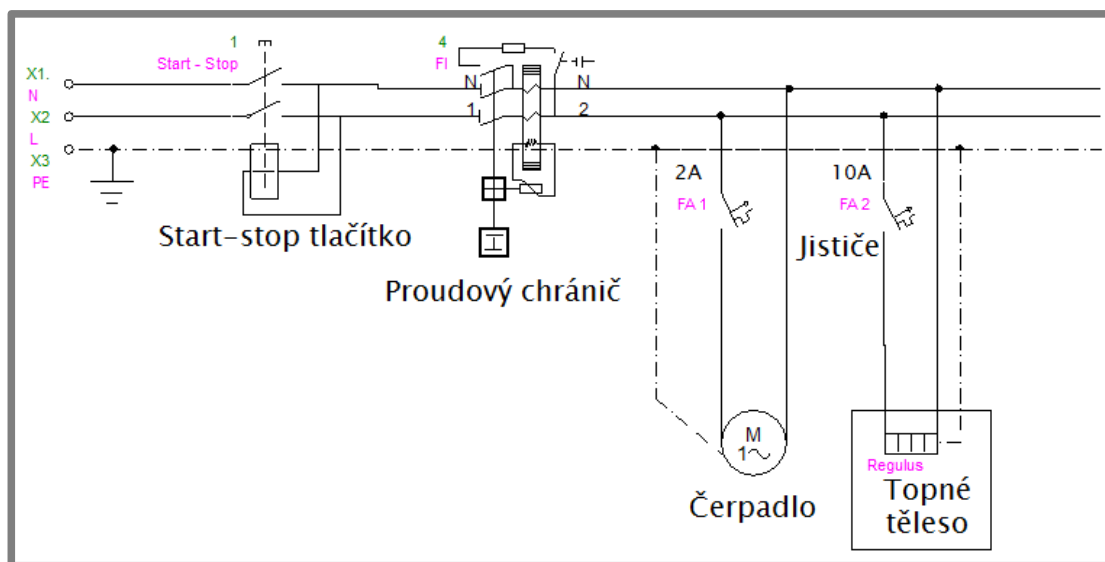 1
Start - Stop
4
FI
X1.
N
X2
L
X3
PE
N
1
N
2
2A
FA 1
10A
FA 2
Start-stop tlačítko
Proudový chránič
Jističe
M
1~
Čerpadlo
Regulus
Topné
těleso